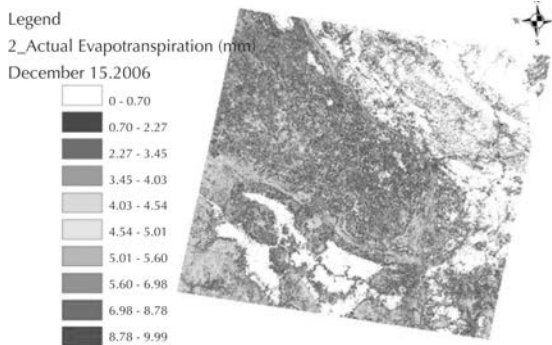 Legend
2_Actual Evapotranspiration (mm)
December 15.2006
0 - 0.70
0.70 - 2.27
2.27 - 3.45
3.45 - 4.03
4.03 - 4.54
4.54 - 5.01
5.01 - 5.60
5.60 - 6.98
6.98 - 8.78
8.78 - 9.99